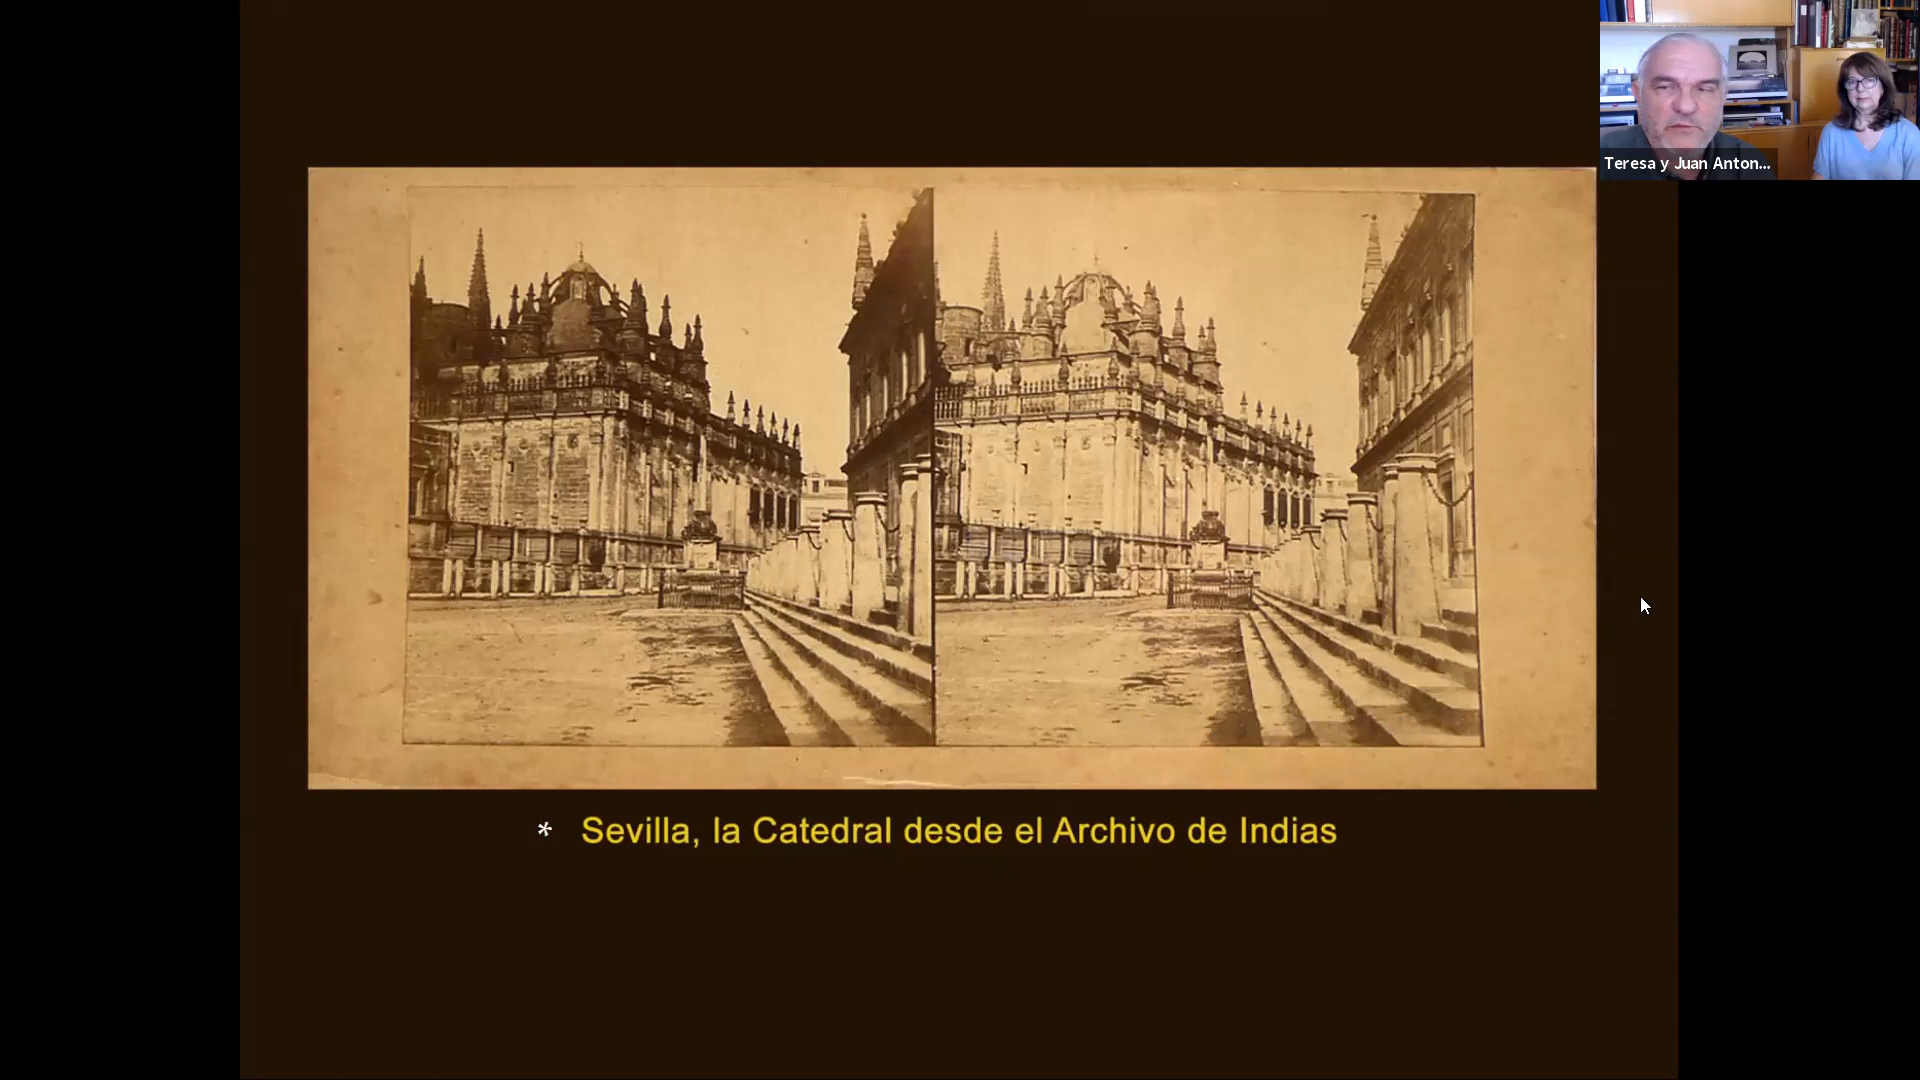 Teresa y Juan Anton...
* Sevilla, la Catedral desde el Archivo de Indias